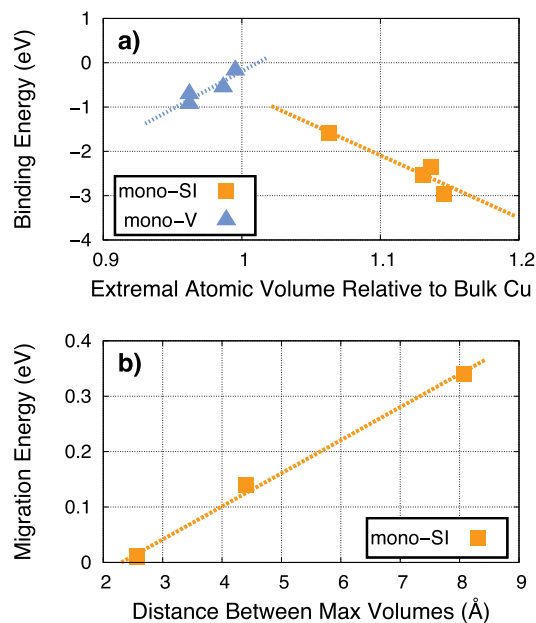 a)
Binding Energy (eV)
1
0
−1
−2
−3
−4
mono−SI
mono−V
0.9 1 1.1 1.2
Extremal Atomic Volume Relative to Bulk Cu
b)
Migration Energy (eV)
0.4
0.3
0.2
0.1
0
mono−SI
2 3 4 5 6 7 8 9
Distance Between Max Volumes (Å)